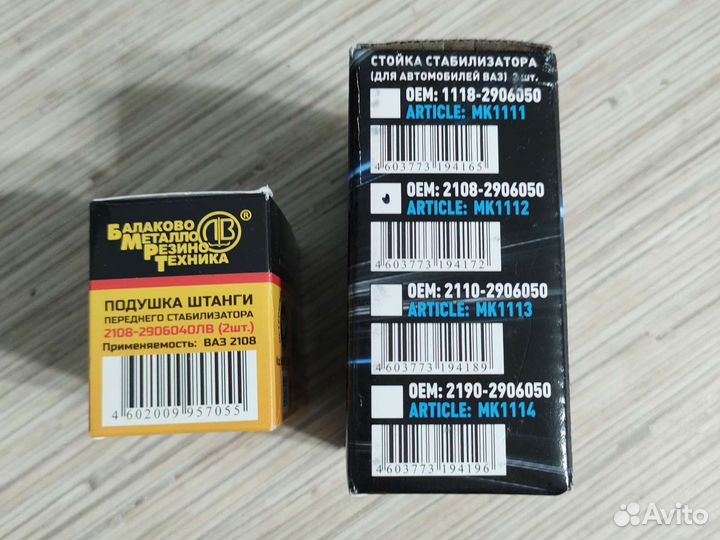 БАЛАКОВО
МЕТАЛЛО
РЕЗИНО
ТЕХНИКА
®
ПОДУШКА ШТАНГИ
ПЕРЕДНЕГО СТАБИЛИЗАТОРА
2108-2906040ЛВ (2шт.)
Применяемость: ВАЗ 2108
4 602009 957055
СТОЙКА СТАБИЛИЗАТОРА
(ДЛЯ АВТОМОБИЛЕЙ ВАЗ) 2 шт.
OEM: 1118-2906050
ARTICLE: MK1111
4 603773 194165
OEM: 2108-2906050
ARTICLE: MK1112
4 603773 194172
OEM: 2110-2906050
ARTICLE: MK1113
4 603773 194189
OEM: 2190-2906050
ARTICLE: MK1114
4 603773 194196
Avito